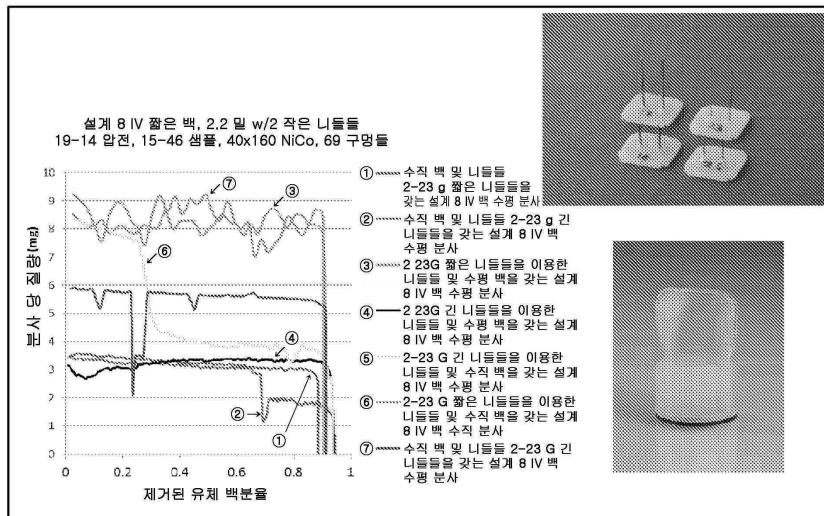 설계 8 IV 짧은 백, 2.2 밀 w/2 작은 니들들
19-14 압전, 15-46 샘플, 40x160 NiCo, 69 구멍들
분사 당 질량(mg)
10
9
8
7
6
5
4
3
2
1
0
0
0.2
0.4
0.6
0.8
1
제거된 유체 백분율
⑦
③
⑥
④
②
①
① 수직 백 및 니들들
2-23 g 짧은 니들들을
갖는 설계 8 IV 백 수평 분사
② 수직 백 및 니들들 2-23 g 긴
니들들을 갖는 설계 8 IV 백
수평 분사
③ 2 23G 짧은 니들들을 이용한
니들들 및 수평 백을 갖는 설계
8 IV 백 수평 분사
④ 2 23G 긴 니들들을 이용한
니들들 및 수평 백을 갖는 설계
8 IV 백 수평 분사
⑤ 2-23 G 긴 니들들을 이용한
니들들 및 수직 백을 갖는 설계
8 IV 백 수평 분사
⑥ 2-23 G 짧은 니들들을 이용한
니들들 및 수직 백을 갖는 설계
8 IV 백 수직 분사
⑦ 수직 백 및 니들들 2-23 G 긴
니들들을 갖는 설계 8 IV 백
수평 분사